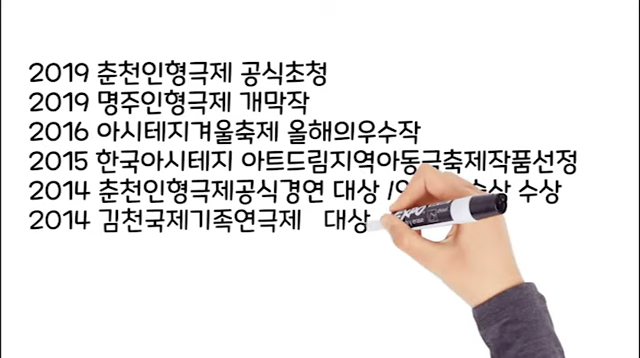 2019 춘천인형극제 공식초청
2019 명주인형극제 개막작
2016 아시테지겨울축제 올해의우수작
2015 한국아시테지 아트드림지역아동극축제작품선정
2014 춘천인형극제공식경연 대상 / 수상 수상
2014 김천국제기족연극제 대상
EXPO